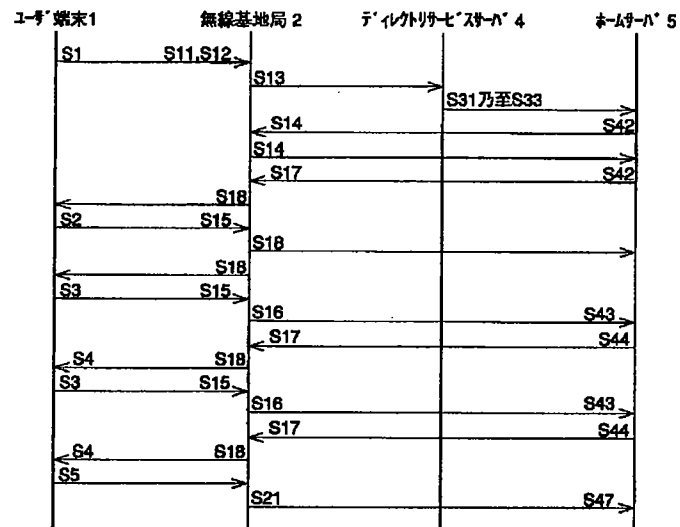 ユーザ端末1 無線基地局 2 ディレクトリサービスサーバ 4 ホームサーバ 5
S1 S11,S12
S13
S31乃至S33
S14 S42
S14
S17 S42
S18
S2 S15
S18
S18
S3 S15
S16 S43
S17 S44
S4 S18
S3 S15
S16 S43
S17 S44
S4 S18
S5
S21 S47